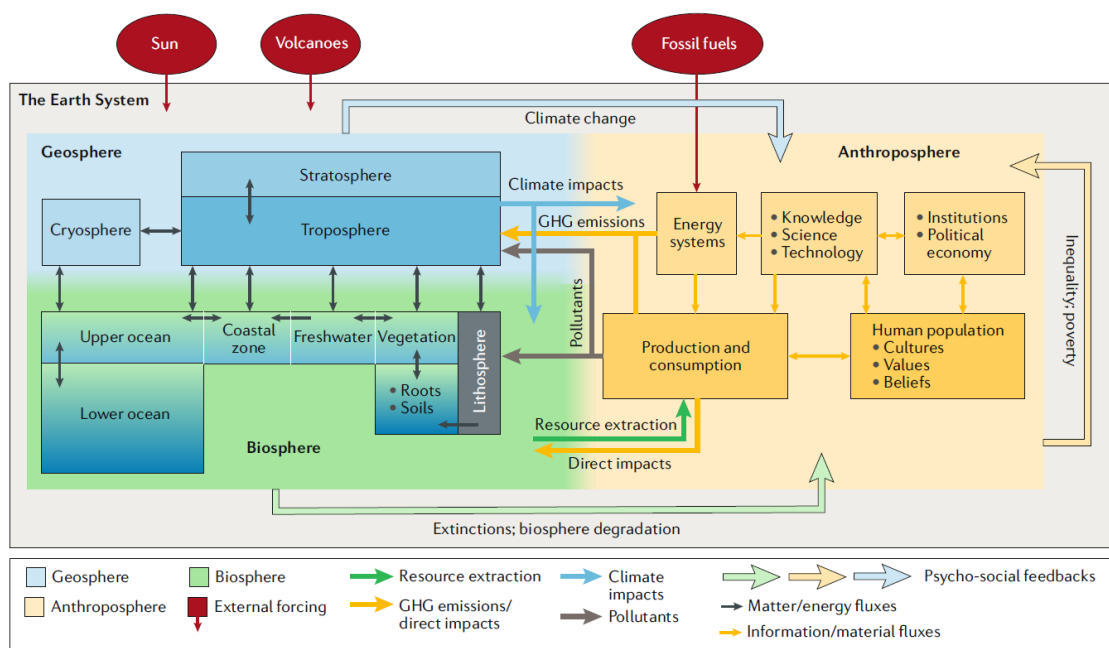 Sun
Volcanoes
Fossil fuels
The Earth System
Climate change
Geosphere
Anthroposphere
Stratosphere
Climate impacts
Cryosphere
Troposphere
GHG emissions
Energy
systems
• Knowledge
• Science
• Technology
• Institutions
• Political
economy
Inequality; poverty
Pollutants
Upper ocean
Coastal
zone
Freshwater
Vegetation
Lithosphere
Production and
consumption
Human population
• Cultures
• Values
• Beliefs
• Roots
• Soils
Lower ocean
Biosphere
Resource extraction
Direct impacts
Extinctions; biosphere degradation
Geosphere
Biosphere
Resource extraction
Climate
impacts
Psycho-social feedbacks
Anthroposphere
External forcing
GHG emissions/
direct impacts
Pollutants
Matter/energy fluxes
Information/material fluxes